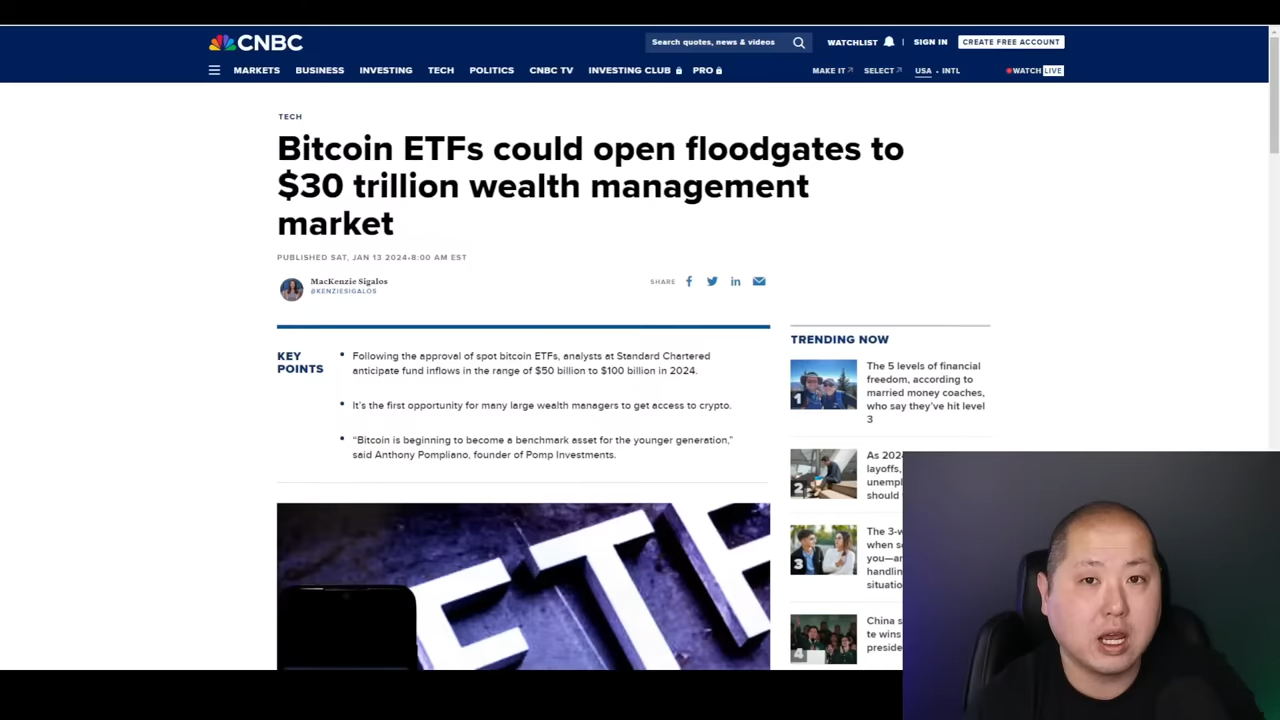 CNBC
Search quotes, news & videos
WATCHLIST
SIGN IN
CREATE FREE ACCOUNT
MARKETS BUSINESS INVESTING TECH POLITICS CNBC TV INVESTING CLUB PRO
MAKE IT SELECT USA • INTL WATCH LIVE
TECH
Bitcoin ETFs could open floodgates to
$30 trillion wealth management
market
PUBLISHED SAT, JAN 13 2024•8:00 AM EST
MacKenzie Sigalos
@KENZIESIGALOS
SHARE
KEY
POINTS
• Following the approval of spot bitcoin ETFs, analysts at Standard Chartered
anticipate fund inflows in the range of $50 billion to $100 billion in 2024.
• It's the first opportunity for many large wealth managers to get access to crypto.
• “Bitcoin is beginning to become a benchmark asset for the younger generation,”
said Anthony Pompliano, founder of Pomp Investments.
ETF
TRENDING NOW
1
The 5 levels of financial
freedom, according to
married money coaches,
who say they've hit level
3
2
As 202
layoffs,
unempl
should
3
The 3-w
when s
you—a
handlin
situatio
4
China s
te wins
preside